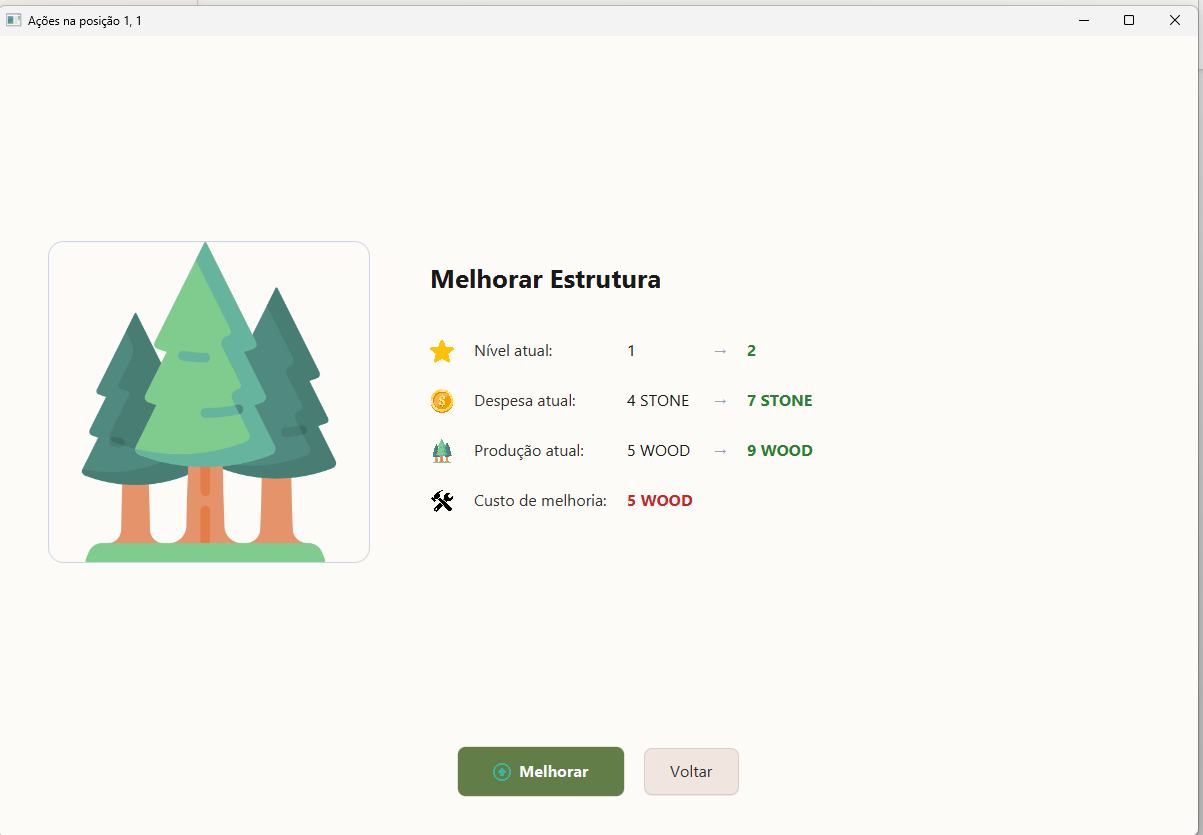 Ações na posição 1, 1
Melhorar Estrutura
Nível atual: 1 → 2
Despesa atual: 4 STONE → 7 STONE
Produção atual: 5 WOOD → 9 WOOD
Custo de melhoria: 5 WOOD
Melhorar Voltar